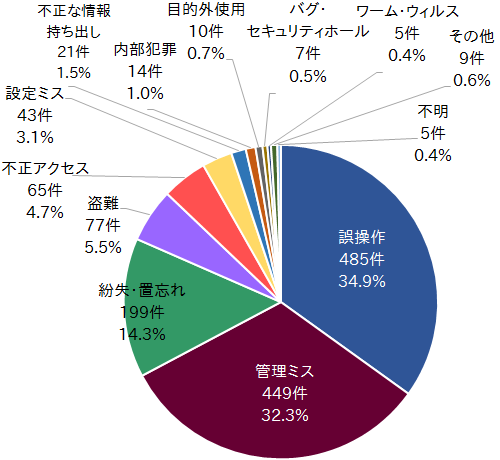 誤操作
485件
34.9%
管理ミス
449件
32.3%
紛失・置忘れ
199件
14.3%
盗難
77件
5.5%
不正アクセス
65件
4.7%
設定ミス
43件
3.1%
不正な情報
持ち出し
21件
1.5%
内部犯罪
14件
1.0%
目的外使用
10件
0.7%
バグ・
セキュリティホール
7件
0.5%
ワーム・ウィルス
5件
0.4%
その他
9件
0.6%
不明
5件
0.4%